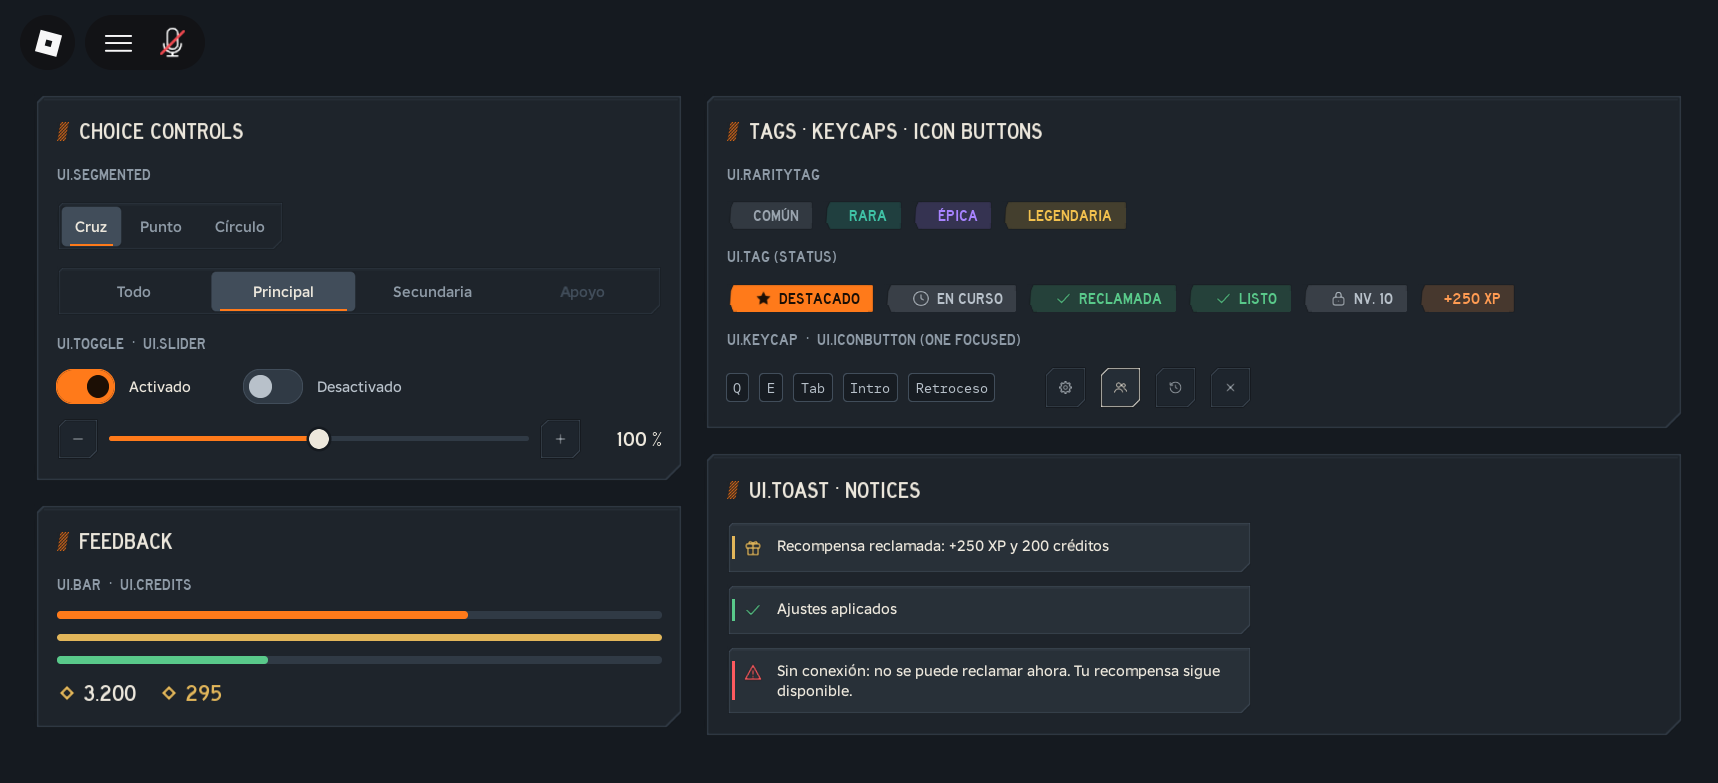 CHOICE CONTROLS
UI.SEGMENTED
Cruz Punto Círculo
Todo Principal Secundaria Apoyo
UI.TOGGLE · UI.SLIDER
Activado Desactivado
100 %
FEEDBACK
UI.BAR · UI.CREDITS
3.200 295
TAGS · KEYCAPS · ICON BUTTONS
UI.RARITYTAG
COMÚN RARA ÉPICA LEGENDARIA
UI.TAG (STATUS)
DESTACADO EN CURSO RECLAMADA LISTO NV. 10 +250 XP
UI.KEYCAP · UI.ICONBUTTON (ONE FOCUSED)
Q E Tab Intro Retroceso
UI.TOAST · NOTICES
Recompensa reclamada: +250 XP y 200 créditos
Ajustes aplicados
Sin conexión: no se puede reclamar ahora. Tu recompensa sigue
disponible.